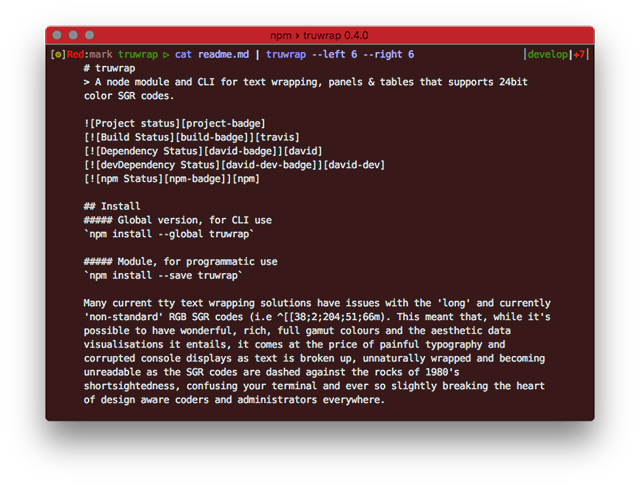 npm ▸ truwrap 0.4.0
[⚙]Red:mark truwrap ▷ cat readme.md | truwrap --left 6 --right 6 |develop|+7|
# truwrap
> A node module and CLI for text wrapping, panels & tables that supports 24bit
color SGR codes.
![Project status][project-badge]
[![Build Status][build-badge]][travis]
[![Dependency Status][david-badge]][david]
[![devDependency Status][david-dev-badge]][david-dev]
[![npm Status][npm-badge]][npm]
## Install
##### Global version, for CLI use
`npm install --global truwrap`
##### Module, for programmatic use
`npm install --save truwrap`
Many current tty text wrapping solutions have issues with the 'long' and currently
'non-standard' RGB SGR codes (i.e ^[[38;2;204;51;66m). This meant that, while it's
possible to have wonderful, rich, full gamut colours and the aesthetic data
visualisations it entails, it comes at the price of painful typography and
corrupted console displays as text is broken up, unnaturally wrapped and becoming
unreadable as the SGR codes are dashed against the rocks of 1980's
shortsightedness, confusing your terminal and ever so slightly breaking the heart
of design aware coders and administrators everywhere.